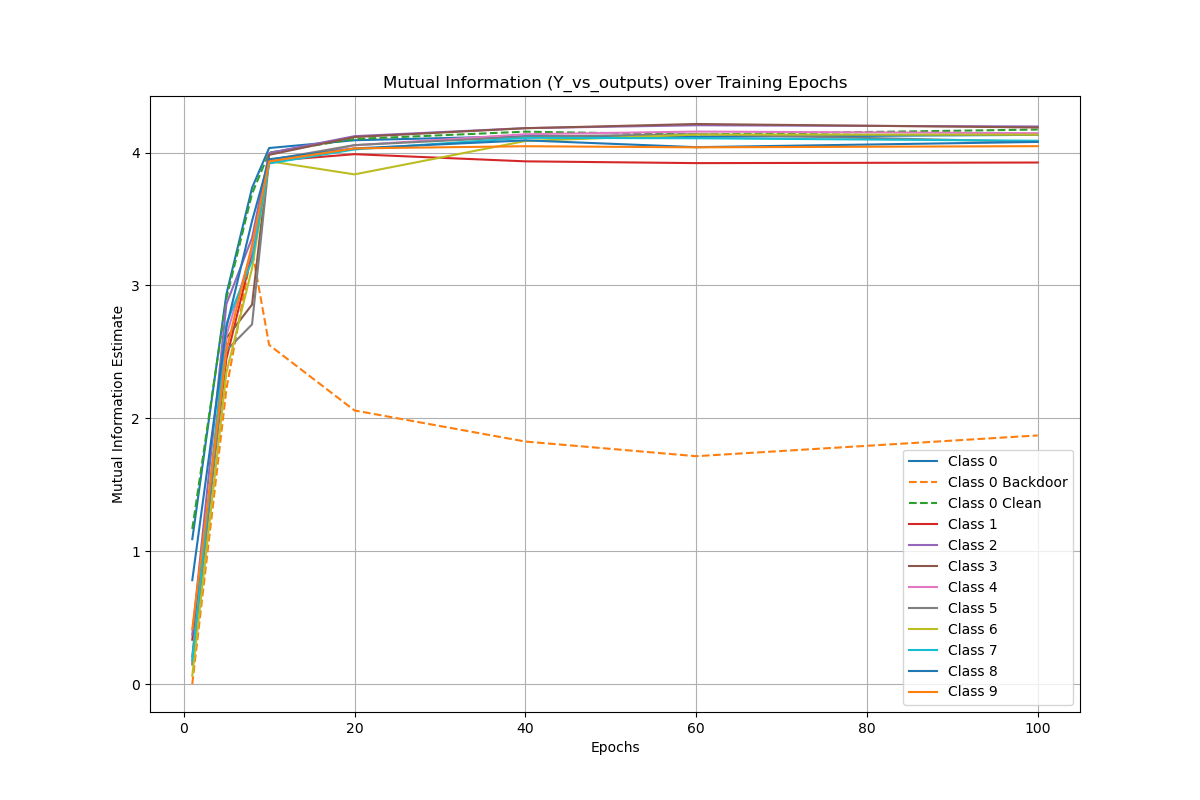 Mutual Information (Y_vs_outputs) over Training Epochs
Mutual Information Estimate
4
3
2
1
0
0 20 40 60 80 100
Epochs
Class 0
Class 0 Backdoor
Class 0 Clean
Class 1
Class 2
Class 3
Class 4
Class 5
Class 6
Class 7
Class 8
Class 9